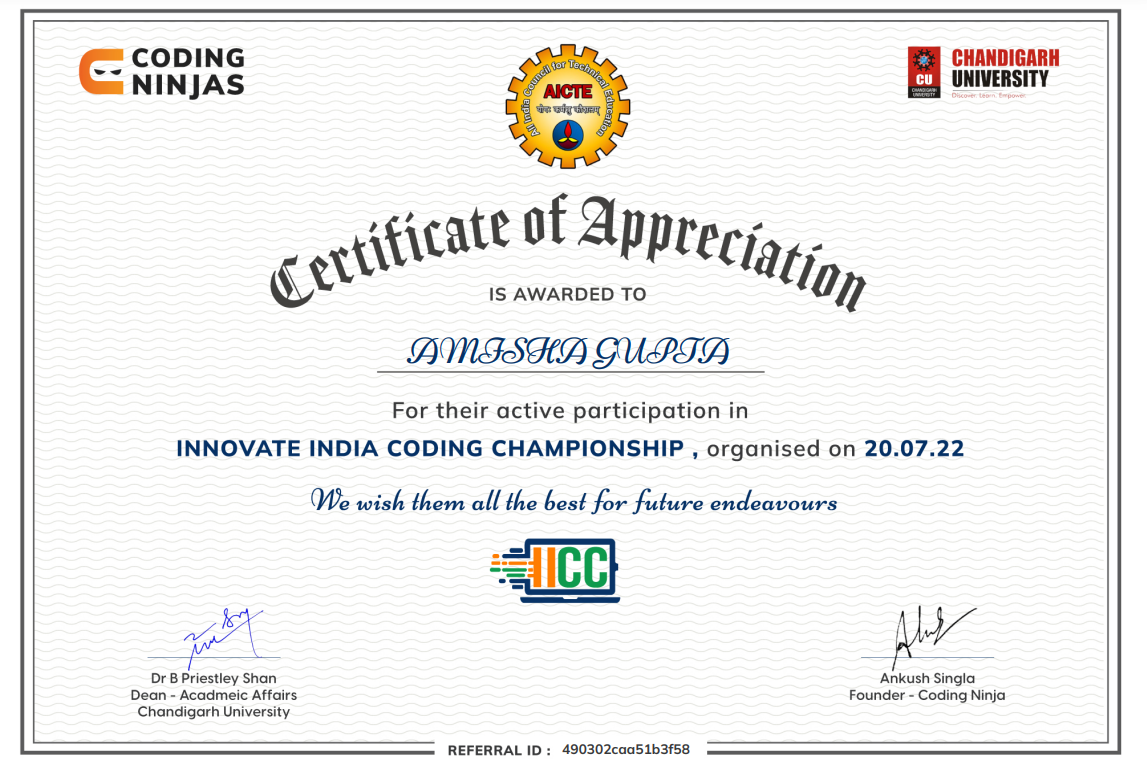 CODING
NINJAS
All India Council for Technical Education
AICTE
योगः कर्मसु कौशलम्
CU
CHANDIGARH
UNIVERSITY
CHANDIGARH
UNIVERSITY
Discover. Learn. Empower.
Certificate of Appreciation
IS AWARDED TO
AMISHA GUPTA
For their active participation in
INNOVATE INDIA CODING CHAMPIONSHIP , organised on 20.07.22
We wish them all the best for future endeavours
IICC
Dr B Priestley Shan
Dean - Acadmeic Affairs
Chandigarh University
Ankush Singla
Founder - Coding Ninja
REFERRAL ID : 490302caa51b3f58